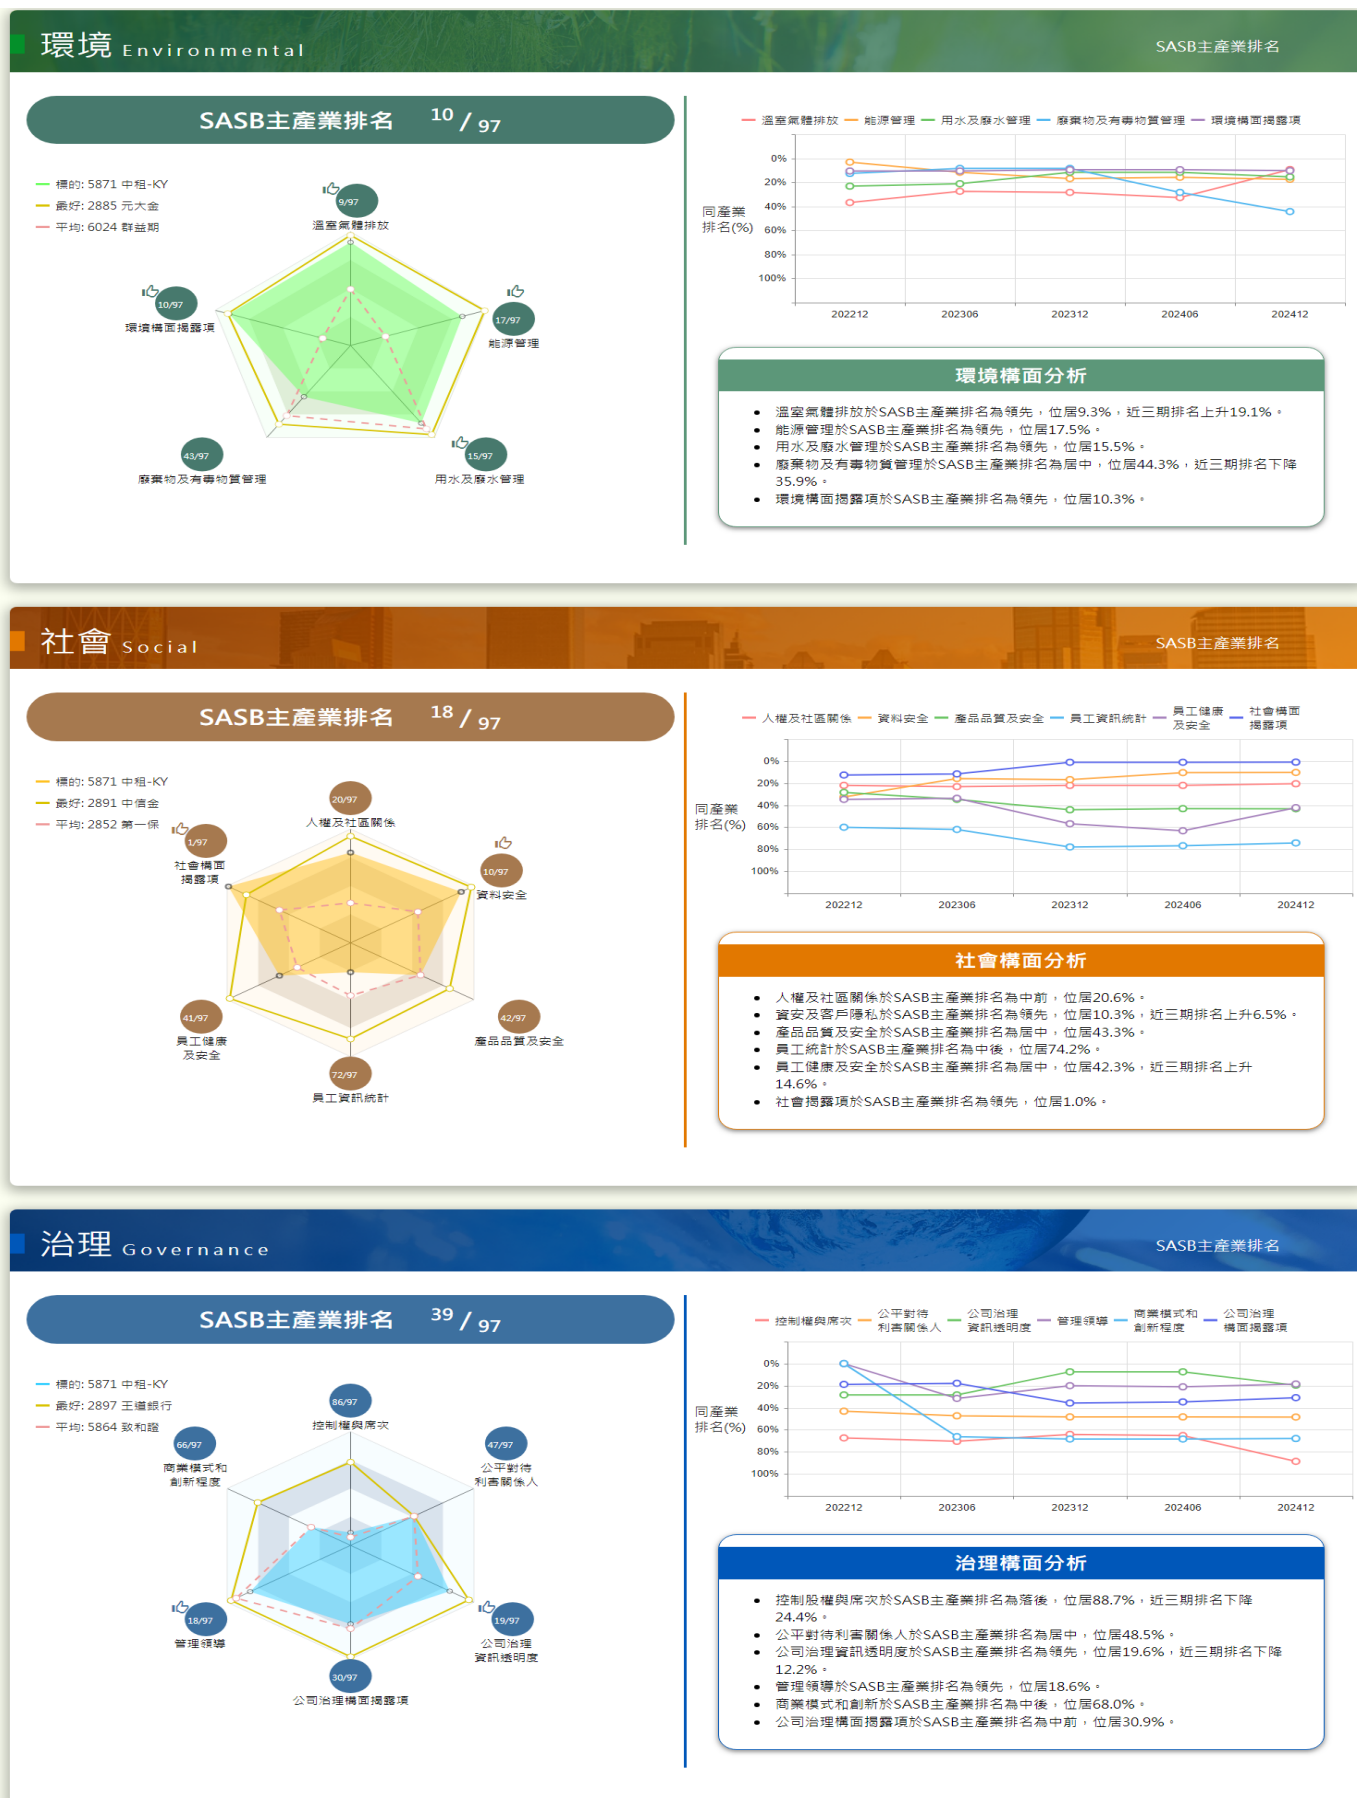 環境 Environmental
SASB主產業排名
SASB主產業排名 10 / 97
標的: 5871 中租-KY
最好: 2885 元大金
平均: 6024 群益期
9/97
溫室氣體排放
17/97
能源管理
15/97
用水及廢水管理
43/97
廢棄物及有毒物質管理
10/97
環境構面揭露項
溫室氣體排放 能源管理 用水及廢水管理 廢棄物及有毒物質管理 環境構面揭露項
同產業
排名(%)
0%
20%
40%
60%
80%
100%
202212 202306 202312 202406 202412
環境構面分析
溫室氣體排放於SASB主產業排名為領先，位居9.3%，近三期排名上升19.1%。
能源管理於SASB主產業排名為領先，位居17.5%。
用水及廢水管理於SASB主產業排名為領先，位居15.5%。
廢棄物及有毒物質管理於SASB主產業排名為居中，位居44.3%，近三期排名下降
35.9%。
環境構面揭露項於SASB主產業排名為領先，位居10.3%。
社會 Social
SASB主產業排名
SASB主產業排名 18 / 97
標的: 5871 中租-KY
最好: 2891 中信金
平均: 2852 第一保
20/97
人權及社區關係
10/97
資料安全
42/97
產品品質及安全
72/97
員工資訊統計
41/97
員工健康
及安全
1/97
社會構面
揭露項
人權及社區關係 資料安全 產品品質及安全 員工資訊統計 員工健康
及安全 社會構面
揭露項
同產業
排名(%)
0%
20%
40%
60%
80%
100%
202212 202306 202312 202406 202412
社會構面分析
人權及社區關係於SASB主產業排名為中前，位居20.6%。
資安及客戶隱私於SASB主產業排名為領先，位居10.3%，近三期排名上升6.5%。
產品品質及安全於SASB主產業排名為居中，位居43.3%。
員工統計於SASB主產業排名為中後，位居74.2%。
員工健康及安全於SASB主產業排名為居中，位居42.3%，近三期排名上升
14.6%。
社會揭露項於SASB主產業排名為領先，位居1.0%。
治理 Governance
SASB主產業排名
SASB主產業排名 39 / 97
標的: 5871 中租-KY
最好: 2897 王道銀行
平均: 5864 致和證
86/97
控制權與席次
47/97
公平對待
利害關係人
19/97
公司治理
資訊透明度
30/97
公司治理構面揭露項
18/97
管理領導
66/97
商業模式和
創新程度
控制權與席次 公平對待
利害關係人 公司治理
資訊透明度 管理領導 商業模式和
創新程度 公司治理
構面揭露項
同產業
排名(%)
0%
20%
40%
60%
80%
100%
202212 202306 202312 202406 202412
治理構面分析
控制股權與席次於SASB主產業排名為落後，位居88.7%，近三期排名下降
24.4%。
公平對待利害關係人於SASB主產業排名為居中，位居48.5%。
公司治理資訊透明度於SASB主產業排名為領先，位居19.6%，近三期排名下降
12.2%。
管理領導於SASB主產業排名為領先，位居18.6%。
商業模式和創新於SASB主產業排名為中後，位居68.0%。
公司治理構面揭露項於SASB主產業排名為中前，位居30.9%。